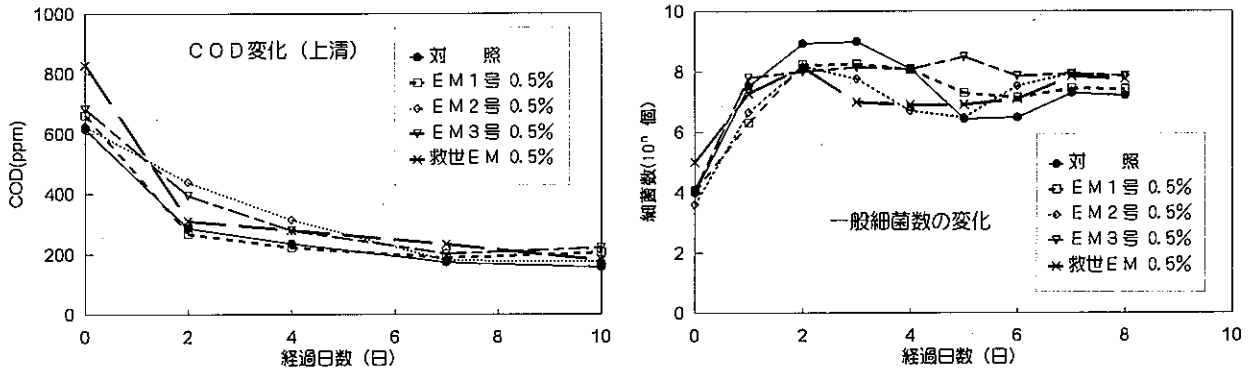 COD変化(上清)
対 照
EM1号 0.5%
EM2号 0.5%
EM3号 0.5%
救世EM 0.5%
COD(ppm)
1000
800
600
400
200
0
0 2 4 6 8 10
経過日数(日)
細菌数(10ⁿ 個)
10
8
6
4
2
0
対 照
EM1号 0.5%
EM2号 0.5%
EM3号 0.5%
救世EM 0.5%
一般細菌数の変化
0 2 4 6 8 10
経過日数(日)